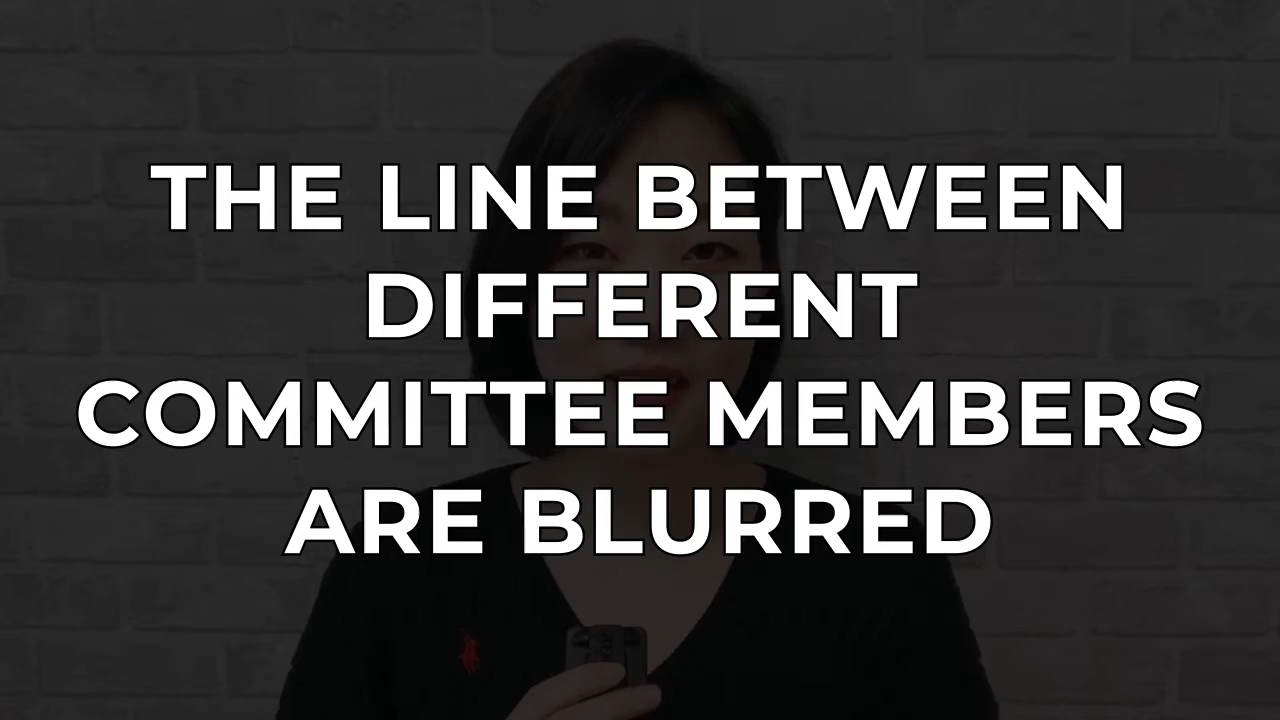 THE LINE BETWEEN
DIFFERENT
COMMITTEE MEMBERS
ARE BLURRED